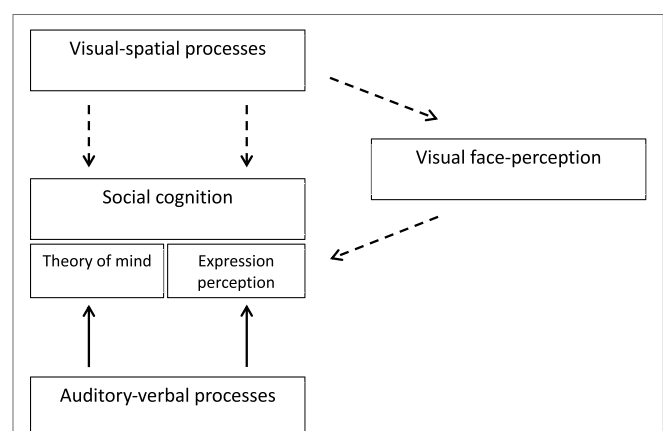 Visual-spatial processes
Visual face-perception
Social cognition
Theory of mind
Expression
perception
Auditory-verbal processes